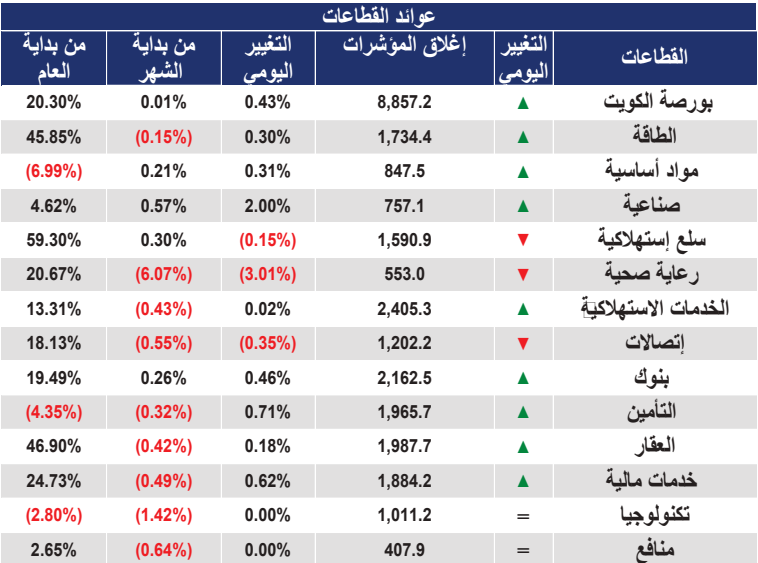 عوائد القطاعات
القطاعات التغيير اليومي إغلاق المؤشرات التغيير اليومي من بداية الشهر من بداية العام
بورصة الكويت ▲ 8,857.2 0.43% 0.01% 20.30%
الطاقة ▲ 1,734.4 0.30% (0.15%) 45.85%
مواد أساسية ▲ 847.5 0.31% 0.21% (6.99%)
صناعية ▲ 757.1 2.00% 0.57% 4.62%
سلع إستهلاكية ▼ 1,590.9 (0.15%) 0.30% 59.30%
رعاية صحية ▼ 553.0 (3.01%) (6.07%) 20.67%
الخدمات الاستهلاكية ▲ 2,405.3 0.02% (0.43%) 13.31%
إتصالات ▼ 1,202.2 (0.35%) (0.55%) 18.13%
بنوك ▲ 2,162.5 0.46% 0.26% 19.49%
التأمين ▲ 1,965.7 0.71% (0.32%) (4.35%)
العقار ▲ 1,987.7 0.18% (0.42%) 46.90%
خدمات مالية ▲ 1,884.2 0.62% (0.49%) 24.73%
تكنولوجيا = 1,011.2 0.00% (1.42%) (2.80%)
منافع = 407.9 0.00% (0.64%) 2.65%